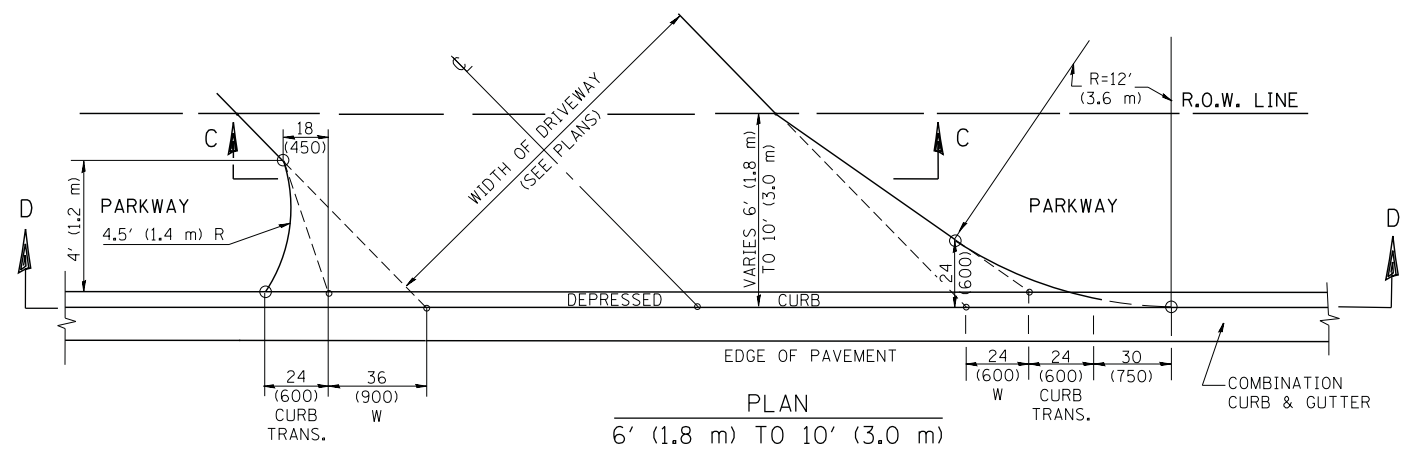 ℄
WIDTH OF DRIVEWAY
(SEE PLANS)
R=12'
(3.6 m)
R.O.W. LINE
C
18
(450)
C
VARIES 6' (1.8 m)
TO 10' (3.0 m)
4' (1.2 m)
PARKWAY
4.5' (1.4 m) R
PARKWAY
D
D
24
(600)
DEPRESSED CURB
EDGE OF PAVEMENT
24
(600)
CURB
TRANS.
36
(900)
W
24
(600)
W
24
(600)
CURB
TRANS.
30
(750)
COMBINATION
CURB & GUTTER
PLAN
6' (1.8 m) TO 10' (3.0 m)